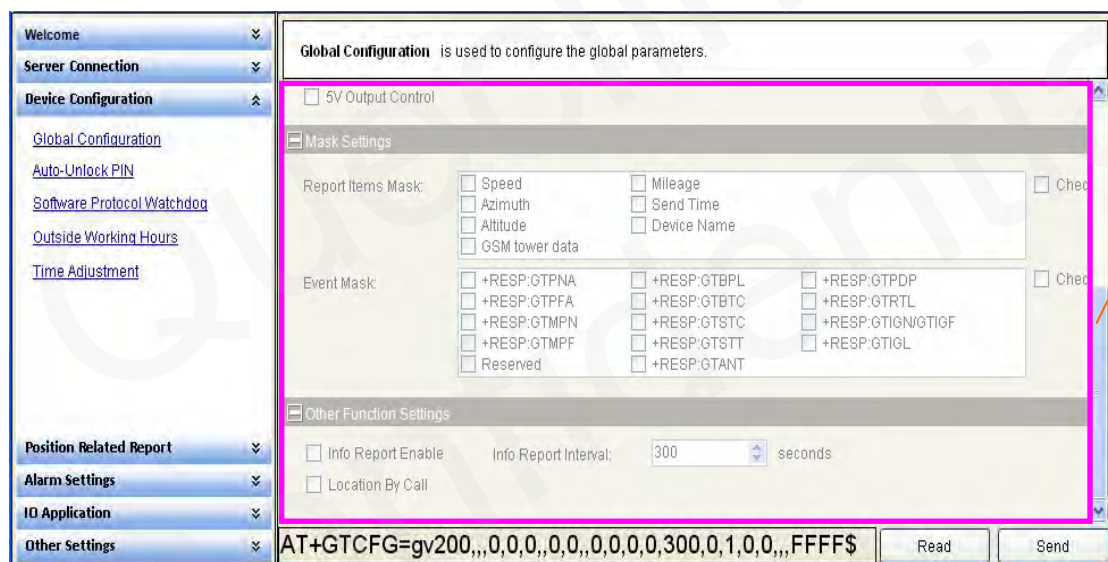 Welcome
Server Connection
Device Configuration
Global Configuration
Auto-Unlock PIN
Software Protocol Watchdog
Outside Working Hours
Time Adjustment
Position Related Report
Alarm Settings
IO Application
Other Settings
Global Configuration is used to configure the global parameters.
5V Output Control
Mask Settings
Report Items Mask:
Speed Mileage
Azimuth Send Time
Altitude Device Name
GSM tower data
Chec
Event Mask:
+RESP:GTPNA +RESP:GTBPL +RESP:GTPDP
+RESP:GTPFA +RESP:GTBTC +RESP:GTRTL
+RESP:GTMPN +RESP:GTSTC +RESP:GTIGN/GTIGF
+RESP:GTMPF +RESP:GTSTT +RESP:GTIGL
Reserved +RESP:GTANT
Chec
Other Function Settings
Info Report Enable Info Report Interval: 300 seconds
Location By Call
AT+GTCFG=gv200,,,0,0,0,,0,0,,0,0,0,0,300,0,1,0,0,,,FFFF$ Read Send